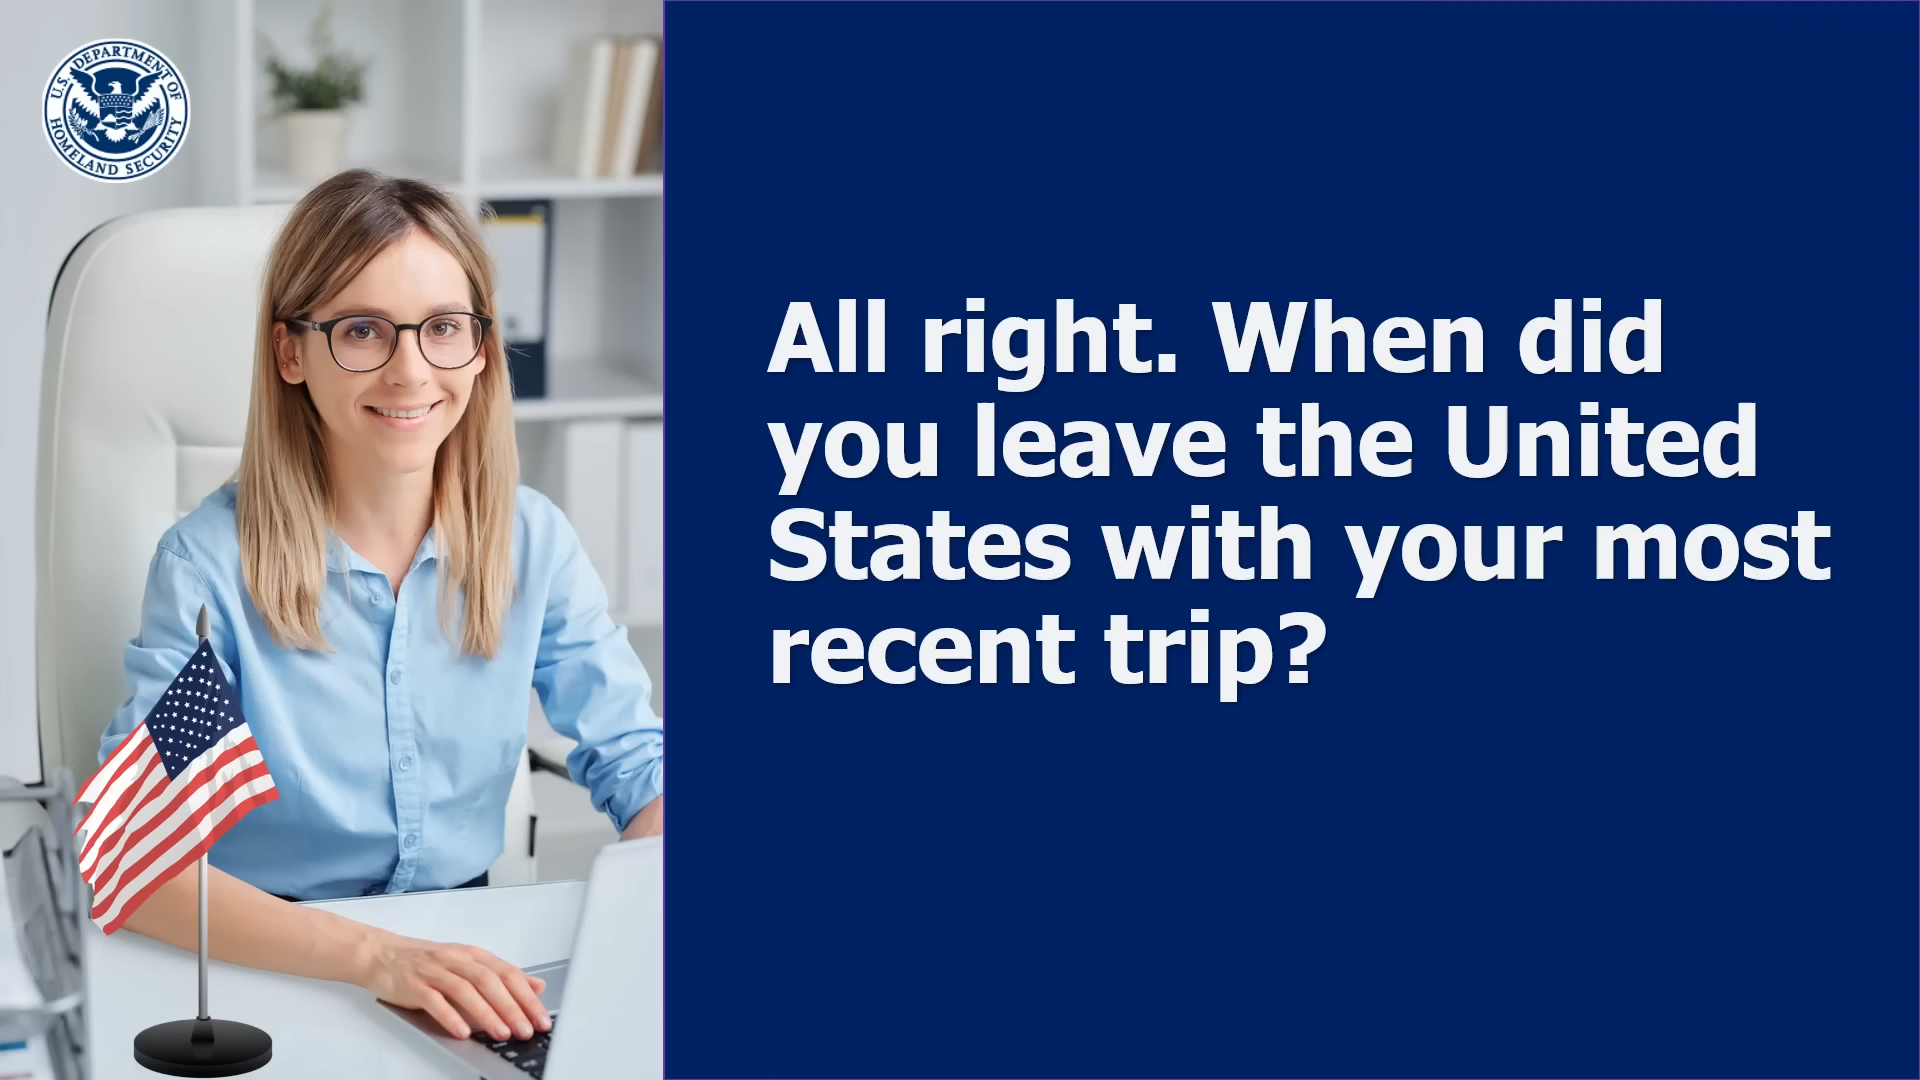 U.S. DEPARTMENT OF
HOMELAND SECURITY
All right. When did
you leave the United
States with your most
recent trip?